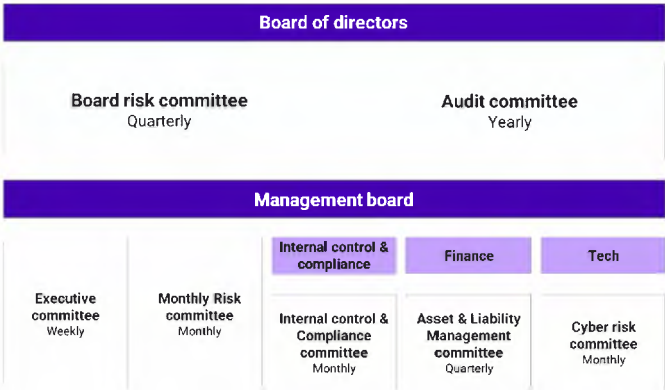 Board of directors
Board risk committee
Quarterly
Audit committee
Yearly
Management board
Executive
committee
Weekly
Monthly Risk
committee
Monthly
Internal control &
compliance
Internal control &
Compliance
committee
Monthly
Finance
Asset & Liability
Management
committee
Quarterly
Tech
Cyber risk
committee
Monthly